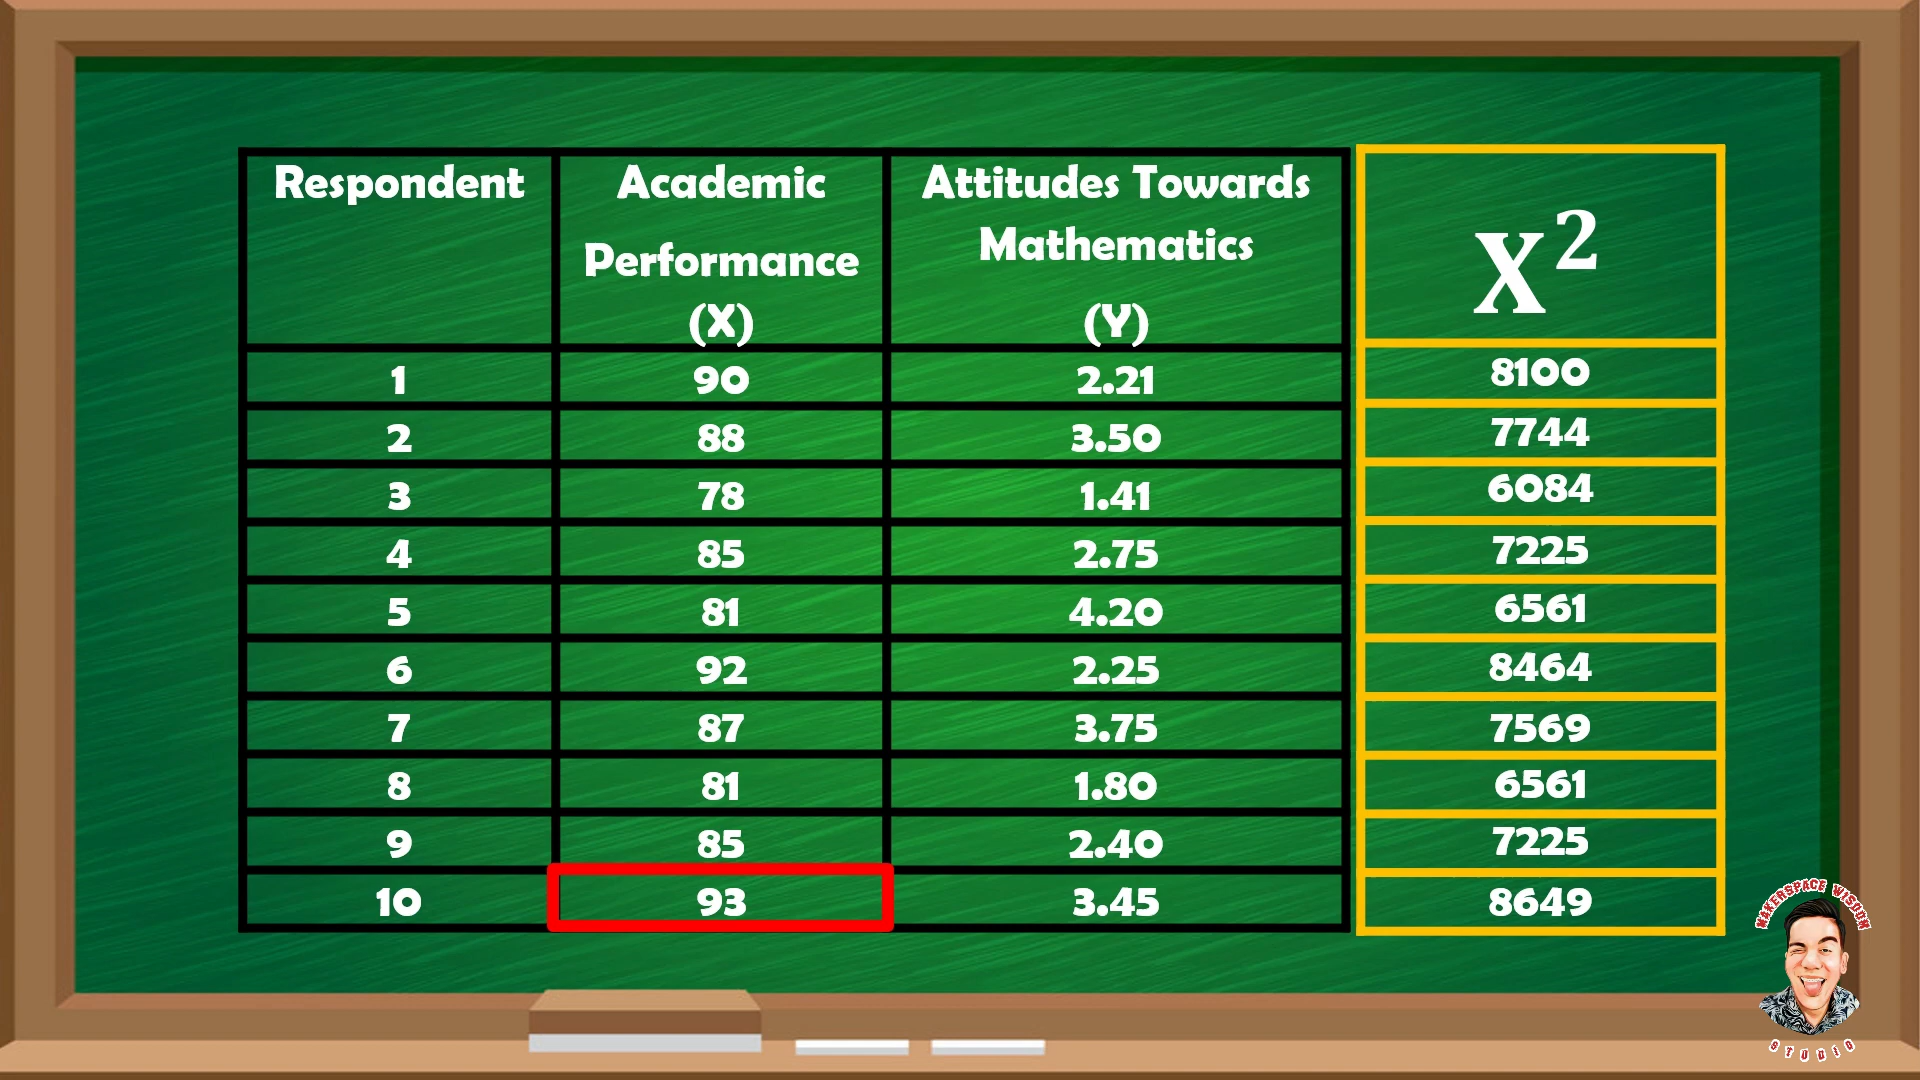 Respondent Academic Performance (X) Attitudes Towards Mathematics (Y) X²
1 90 2.21 8100
2 88 3.50 7744
3 78 1.41 6084
4 85 2.75 7225
5 81 4.20 6561
6 92 2.25 8464
7 87 3.75 7569
8 81 1.80 6561
9 85 2.40 7225
10 93 3.45 8649
MAKERSPACE WISDOM
STUDIO